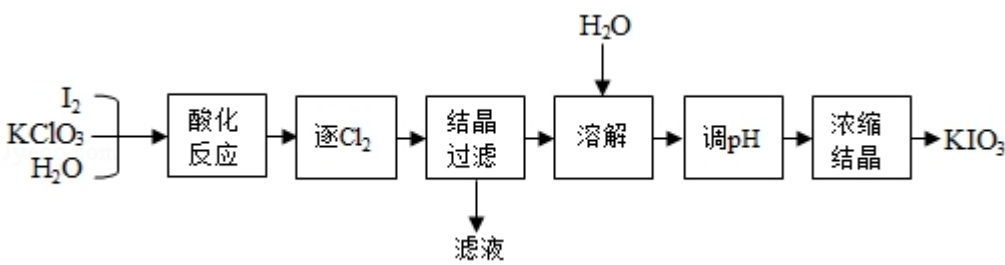 H₂O
I₂
KClO₃
H₂O
酸化
反应
逐Cl₂
结晶
过滤
溶解
调pH
浓缩
结晶
KIO₃
滤液